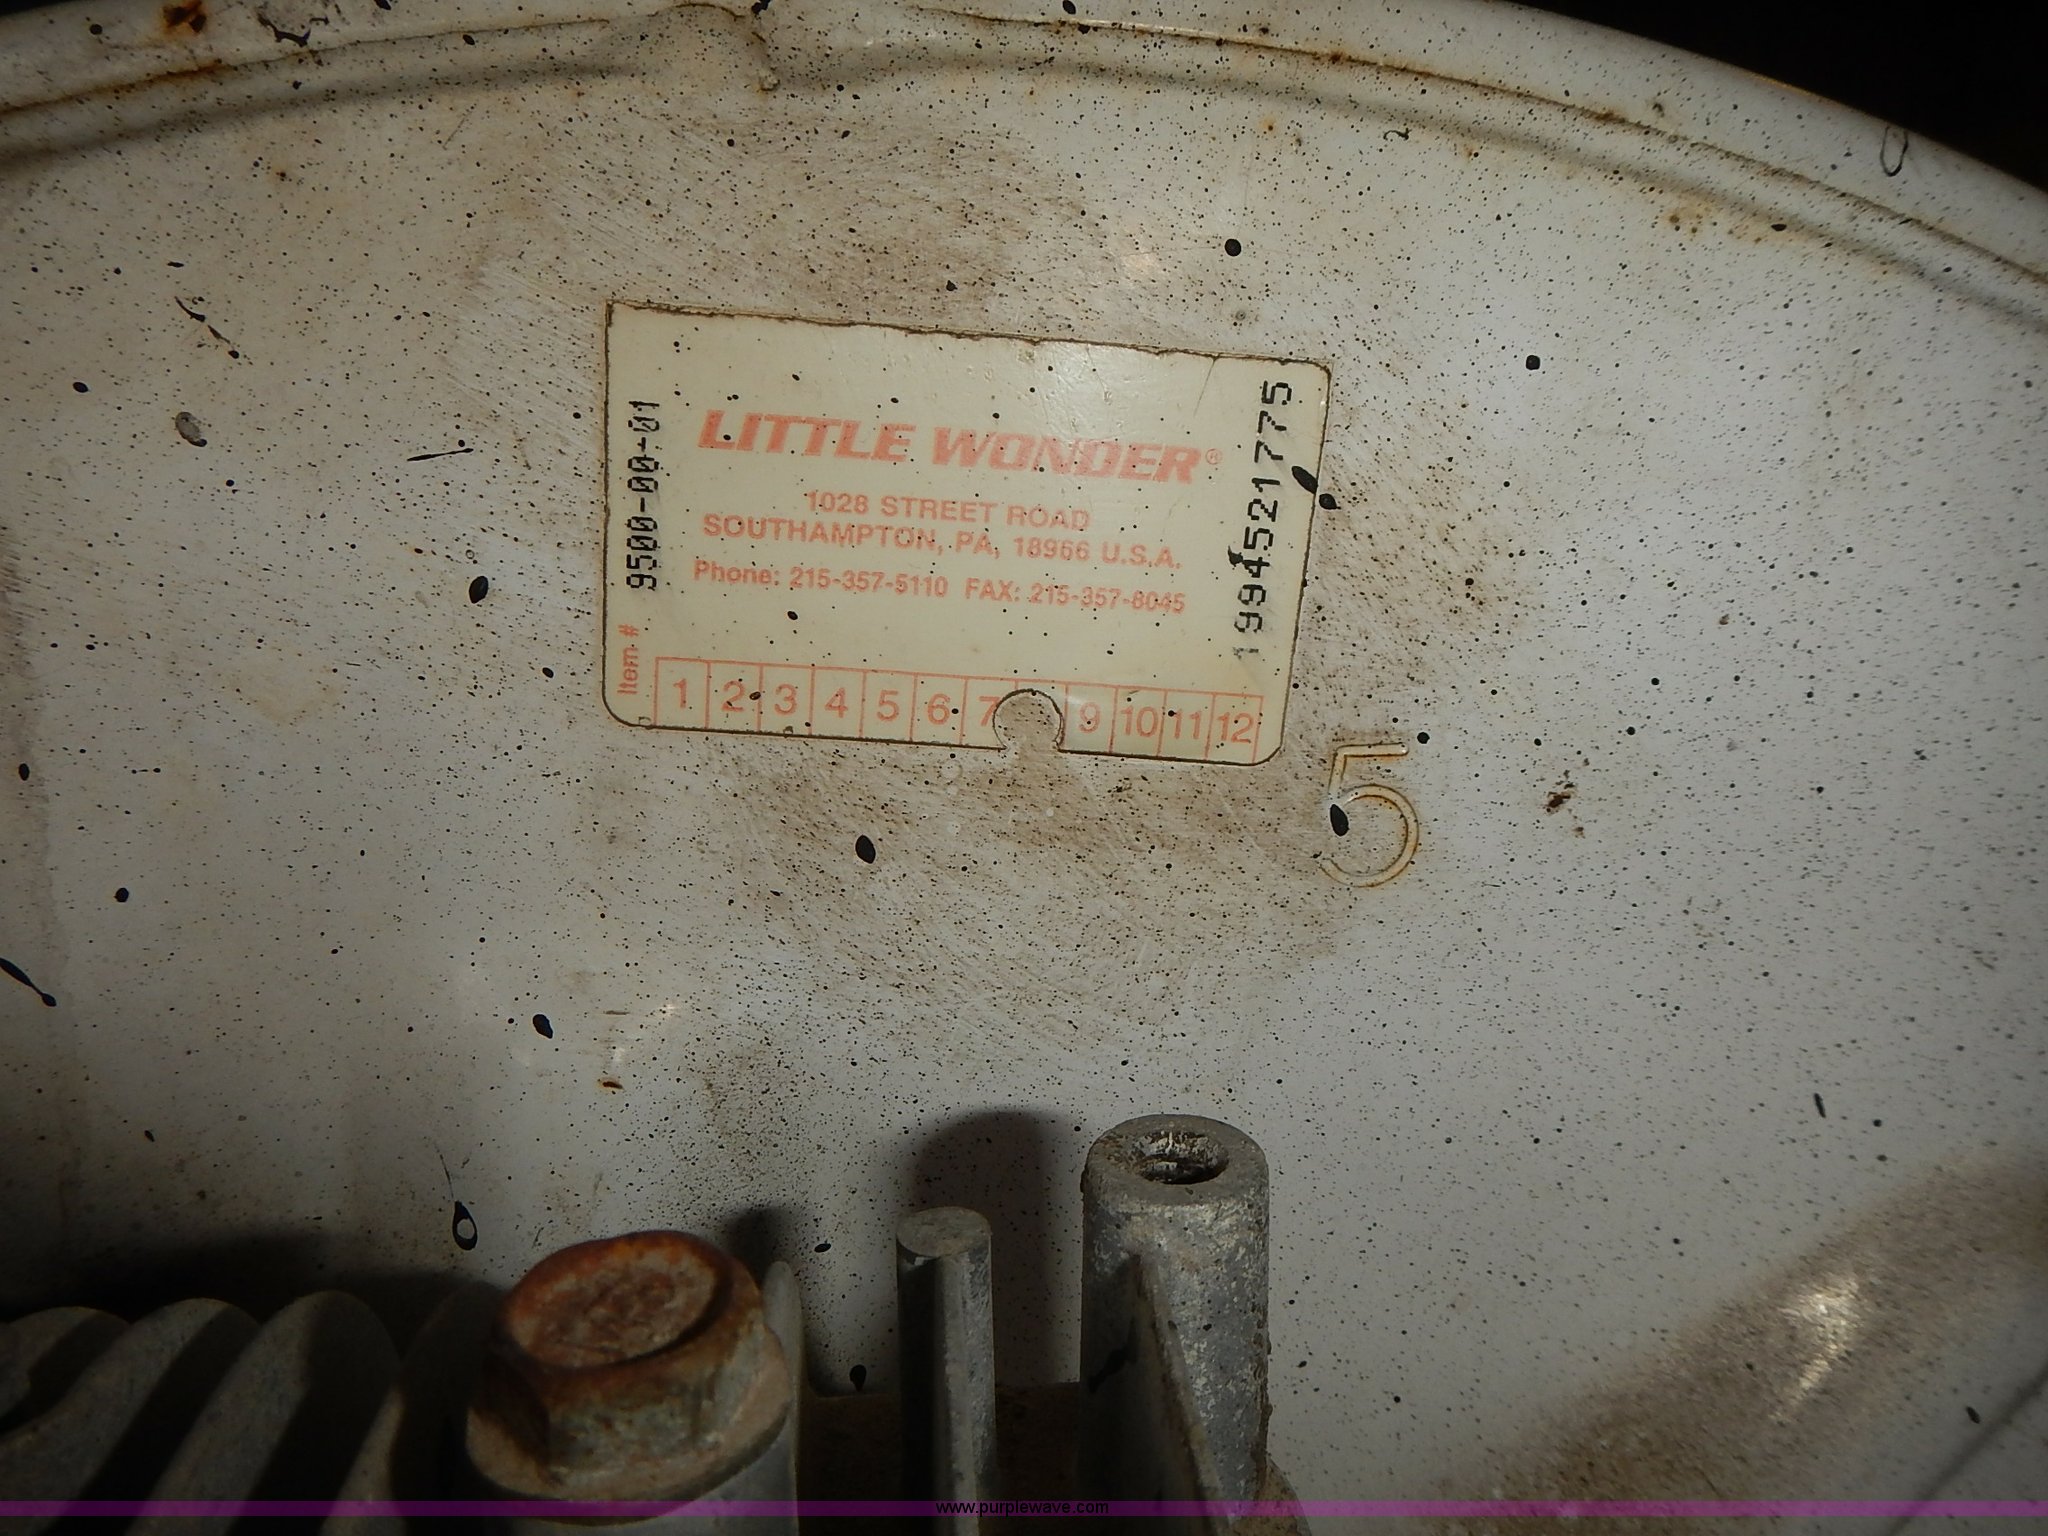 LITTLE WONDER®
1028 STREET ROAD
SOUTHAMPTON, PA, 18966 U.S.A.
Phone: 215-357-5110 FAX: 215-357-8045
Item # 9500-00-01
1994521775
1 2 3 4 5 6 7 9 10 11 12
5
www.purplewave.com